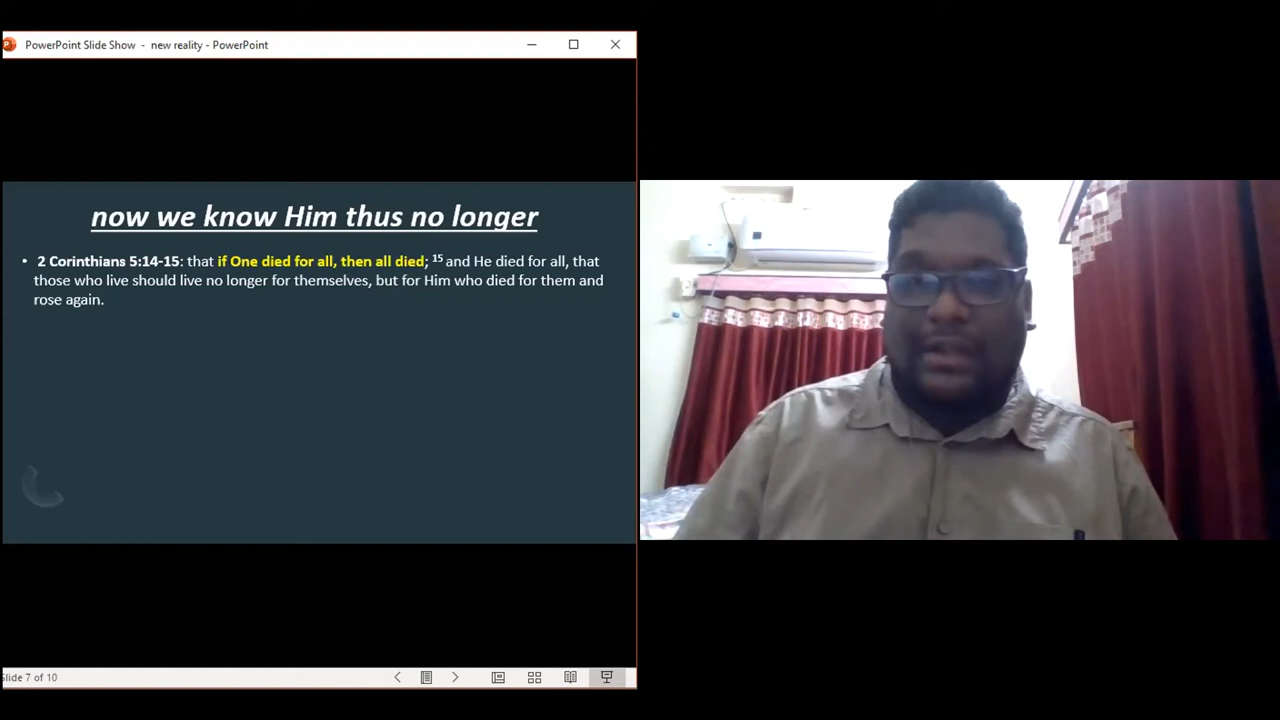 PowerPoint Slide Show - new reality - PowerPoint
now we know Him thus no longer
• 2 Corinthians 5:14-15: that if One died for all, then all died; 15 and He died for all, that
those who live should live no longer for themselves, but for Him who died for them and
rose again.
Slide 7 of 10